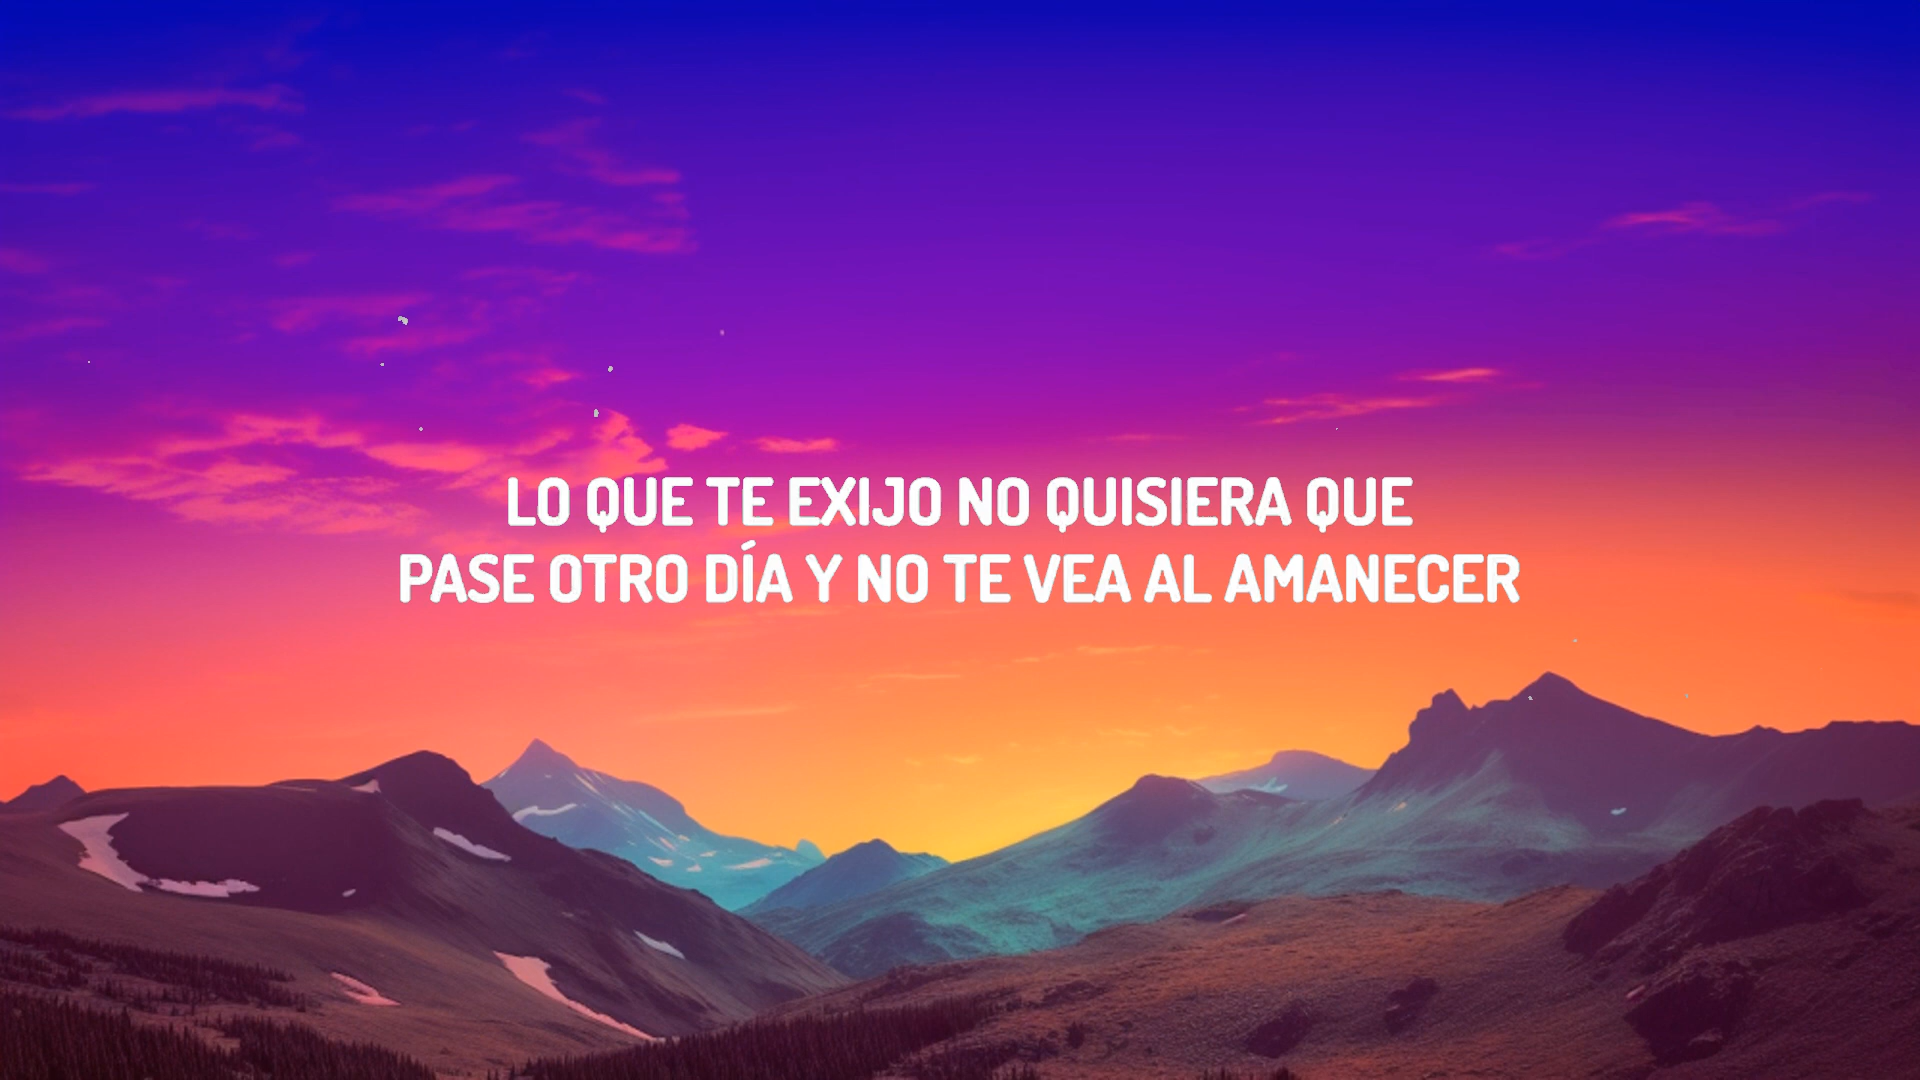 LO QUE TE EXIJO NO QUISIERA QUE
PASE OTRO DÍA Y NO TE VEA AL AMANECER